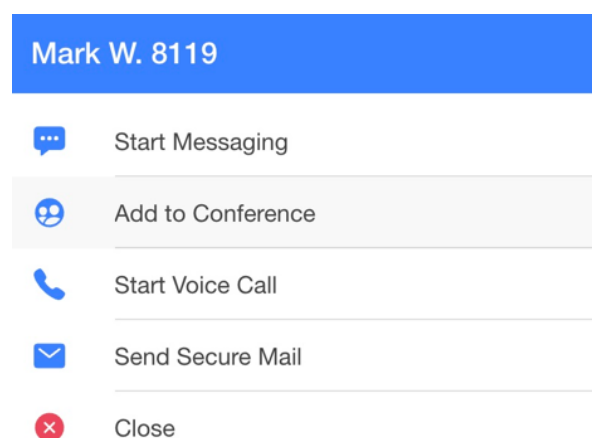 Mark W. 8119
Start Messaging
Add to Conference
Start Voice Call
Send Secure Mail
Close